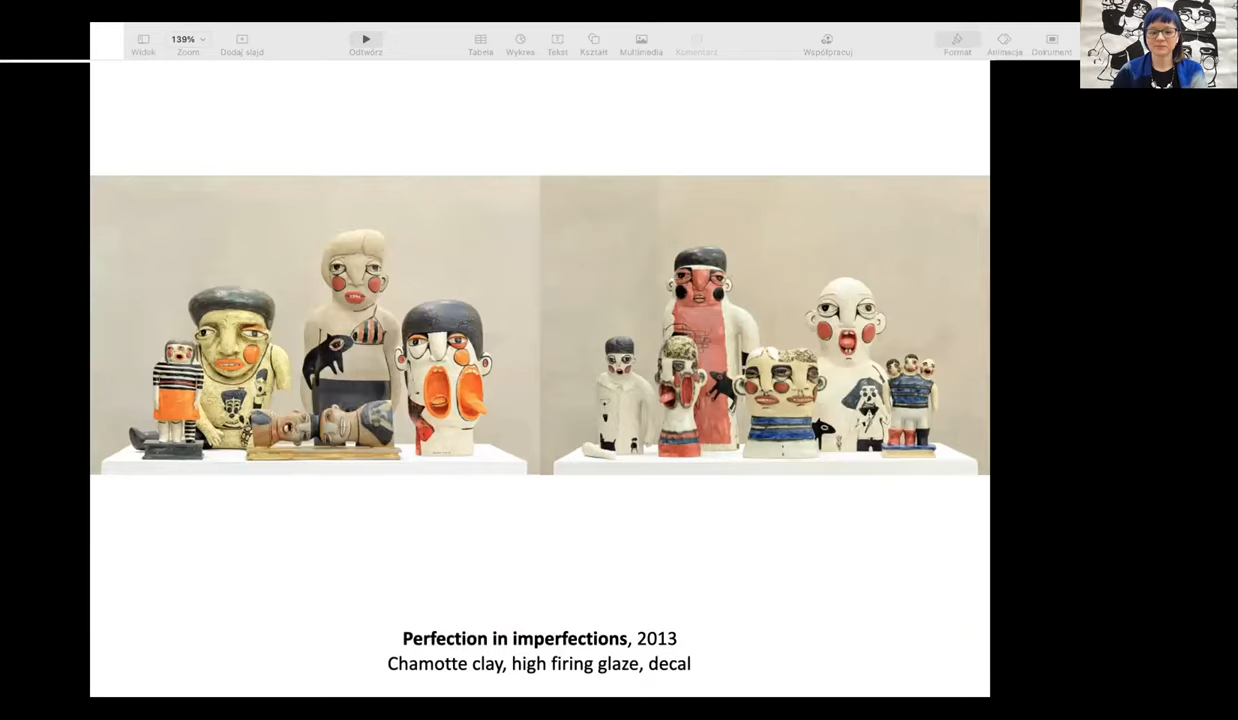 139%
Widok
Zoom
Dodaj slajd
Odtwórz
Tabela
Wykres
Tekst
Kształt
Multimedia
Komentarz
Współpracuj
Format
Animacja
Dokument
Perfection in imperfections, 2013
Chamotte clay, high firing glaze, decal